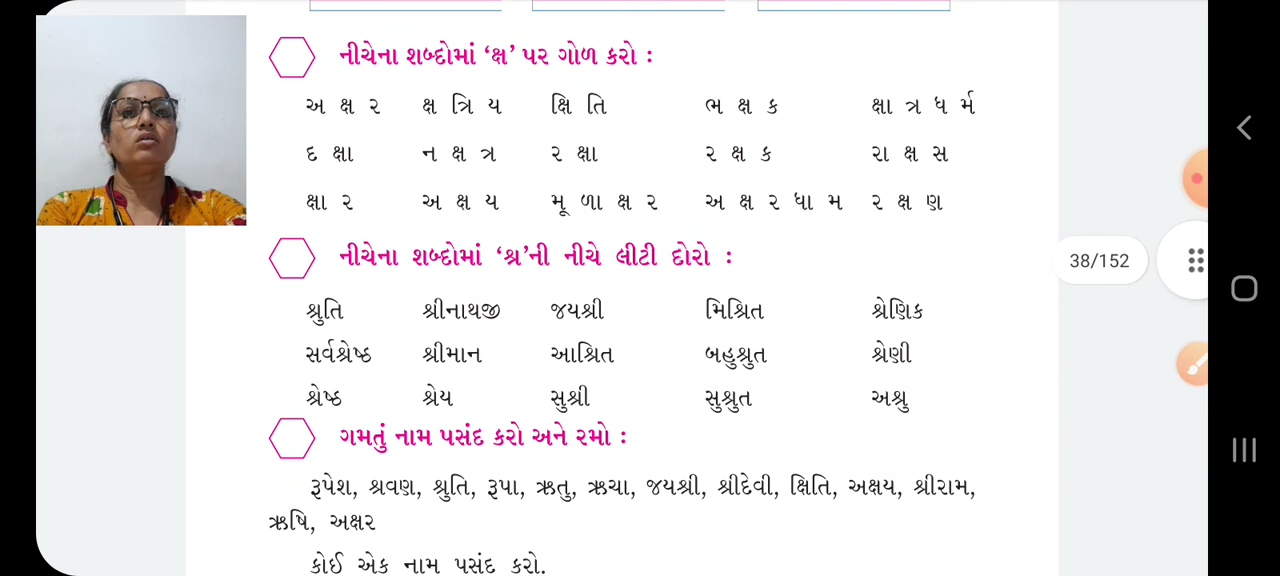 નીચેના શબ્દોમાં ‘ક્ષ’ પર ગોળ કરો :
અ ક્ષ ર ક્ષ ત્રિ ય ક્ષિ તિ ભ ક્ષ ક ક્ષા ત્ર ધ ર્મ
દ ક્ષા ન ક્ષ ત્ર ર ક્ષા ર ક્ષ ક રા ક્ષ સ
ક્ષા ર અ ક્ષ ય મૂ ળા ક્ષ ર અ ક્ષ ર ધા મ ર ક્ષ ણ
નીચેના શબ્દોમાં ‘શ્ર’ની નીચે લીટી દોરો :
38/152
શ્રુતિ શ્રીનાથજી જયશ્રી મિશ્રિત શ્રેણિક
સર્વશ્રેષ્ઠ શ્રીમાન આશ્રિત બહુશ્રુત શ્રેણી
શ્રેષ્ઠ શ્રેય સુશ્રી સુશ્રુત અશ્રુ
ગમતું નામ પસંદ કરો અને રમો :
રૂપેશ, શ્રવણ, શ્રુતિ, રૂપા, ઋતુ, ઋચા, જયશ્રી, શ્રીદેવી, ક્ષિતિ, અક્ષય, શ્રીરામ,
ઋષિ, અક્ષર
કોઈ એક નામ પસંદ કરો.